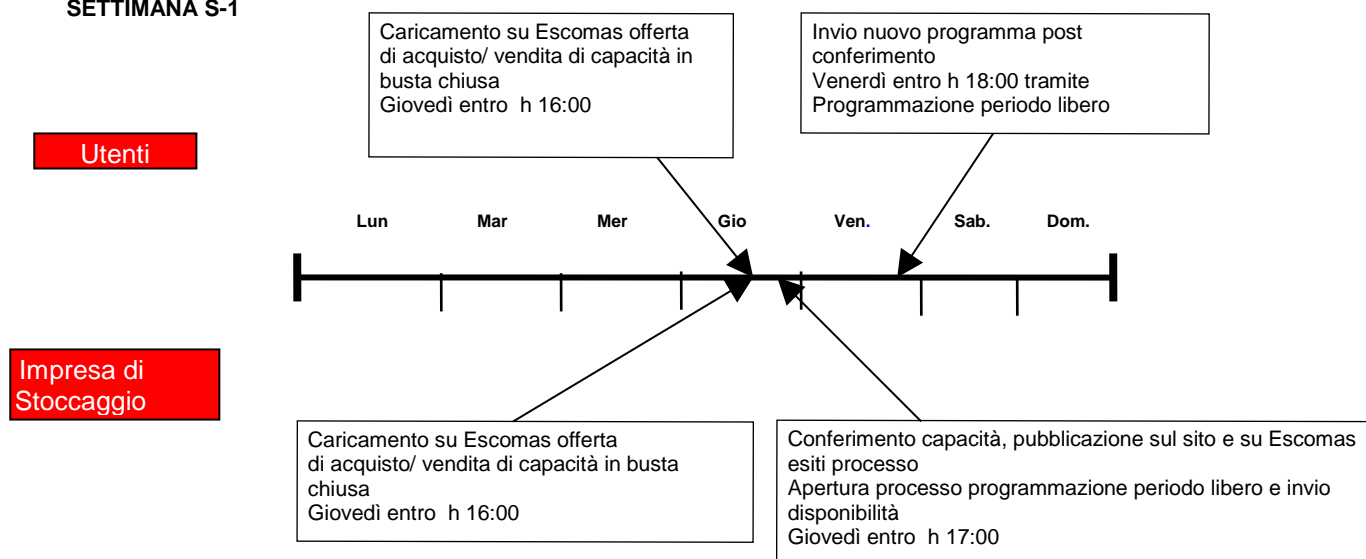 SETTIMANA S-1
Caricamento su Escomas offerta
di acquisto/ vendita di capacità in
busta chiusa
Giovedì entro h 16:00
Invio nuovo programma post
conferimento
Venerdì entro h 18:00 tramite
Programmazione periodo libero
Utenti
Lun Mar Mer Gio Ven. Sab. Dom.
Impresa di
Stoccaggio
Caricamento su Escomas offerta
di acquisto/ vendita di capacità in busta
chiusa
Giovedì entro h 16:00
Conferimento capacità, pubblicazione sul sito e su Escomas
esiti processo
Apertura processo programmazione periodo libero e invio
disponibilità
Giovedì entro h 17:00